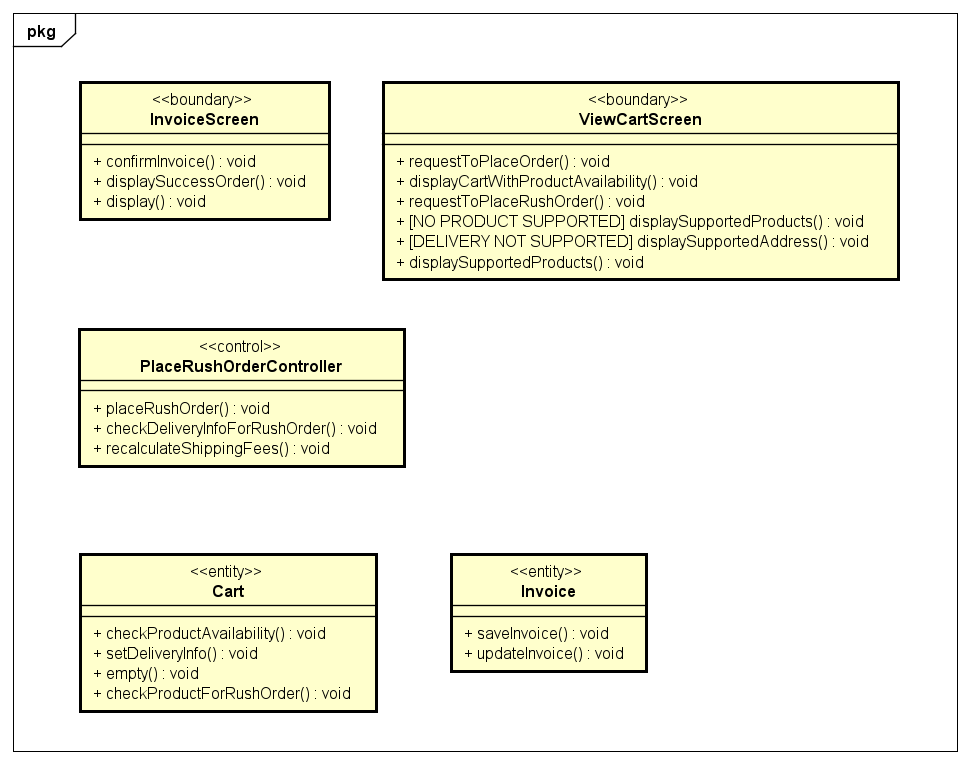 pkg
<<boundary>>
InvoiceScreen
+ confirmInvoice() : void
+ displaySuccessOrder() : void
+ display() : void
<<boundary>>
ViewCartScreen
+ requestToPlaceOrder() : void
+ displayCartWithProductAvailability() : void
+ requestToPlaceRushOrder() : void
+ [NO PRODUCT SUPPORTED] displaySupportedProducts() : void
+ [DELIVERY NOT SUPPORTED] displaySupportedAddress() : void
+ displaySupportedProducts() : void
<<control>>
PlaceRushOrderController
+ placeRushOrder() : void
+ checkDeliveryInfoForRushOrder() : void
+ recalculateShippingFees() : void
<<entity>>
Cart
+ checkProductAvailability() : void
+ setDeliveryInfo() : void
+ empty() : void
+ checkProductForRushOrder() : void
<<entity>>
Invoice
+ saveInvoice() : void
+ updateInvoice() : void